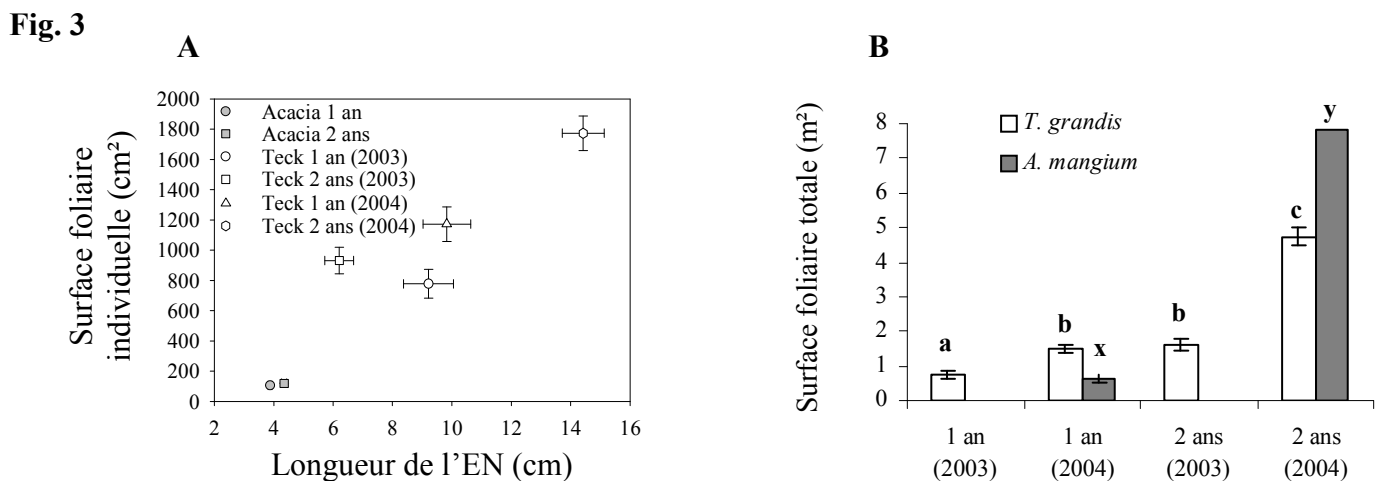 Fig. 3
A
Surface foliaire
individuelle (cm²)
2000
1800
1600
1400
1200
1000
800
600
400
200
0
Acacia 1 an
Acacia 2 ans
Teck 1 an (2003)
Teck 2 ans (2003)
Teck 1 an (2004)
Teck 2 ans (2004)
2 4 6 8 10 12 14 16
Longueur de l’EN (cm)
B
Surface foliaire totale (m²)
8
7
6
5
4
3
2
1
0
T. grandis
A. mangium
a
b
x
b
c
y
1 an 1 an 2 ans 2 ans
(2003) (2004) (2003) (2004)